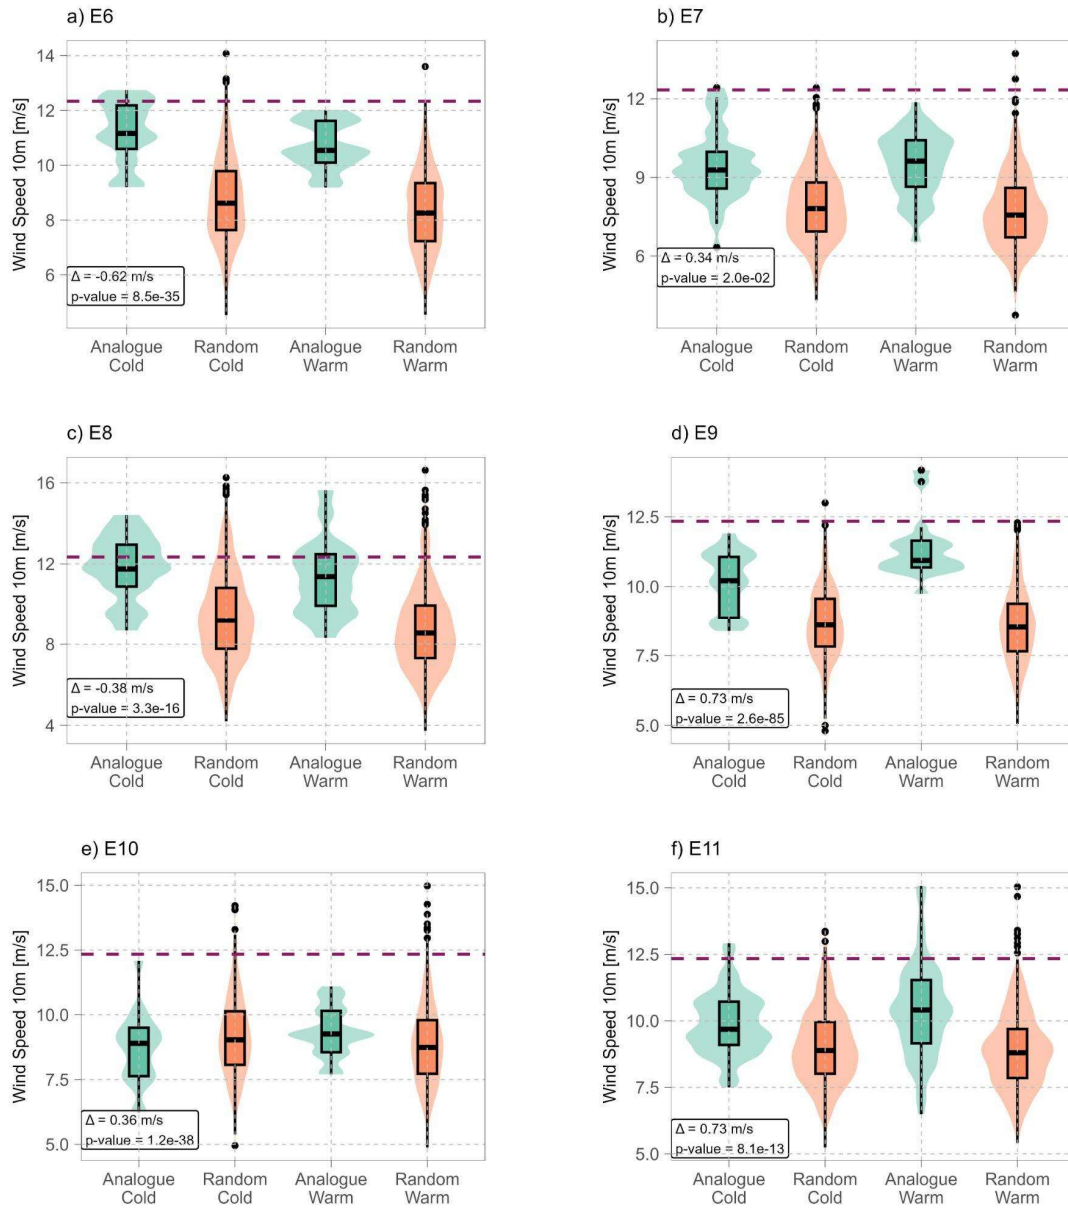 a) E6
Wind Speed 10m [m/s]
14
12
10
8
6
Δ = -0.62 m/s
p-value = 8.5e-35
Analogue
Cold
Random
Cold
Analogue
Warm
Random
Warm
b) E7
Wind Speed 10m [m/s]
12
9
6
Δ = 0.34 m/s
p-value = 2.0e-02
Analogue
Cold
Random
Cold
Analogue
Warm
Random
Warm
c) E8
Wind Speed 10m [m/s]
16
12
8
4
Δ = -0.38 m/s
p-value = 3.3e-16
Analogue
Cold
Random
Cold
Analogue
Warm
Random
Warm
d) E9
Wind Speed 10m [m/s]
12.5
10.0
7.5
5.0
Δ = 0.73 m/s
p-value = 2.6e-85
Analogue
Cold
Random
Cold
Analogue
Warm
Random
Warm
e) E10
Wind Speed 10m [m/s]
15.0
12.5
10.0
7.5
5.0
Δ = 0.36 m/s
p-value = 1.2e-38
Analogue
Cold
Random
Cold
Analogue
Warm
Random
Warm
f) E11
Wind Speed 10m [m/s]
15.0
12.5
10.0
7.5
5.0
Δ = 0.73 m/s
p-value = 8.1e-13
Analogue
Cold
Random
Cold
Analogue
Warm
Random
Warm